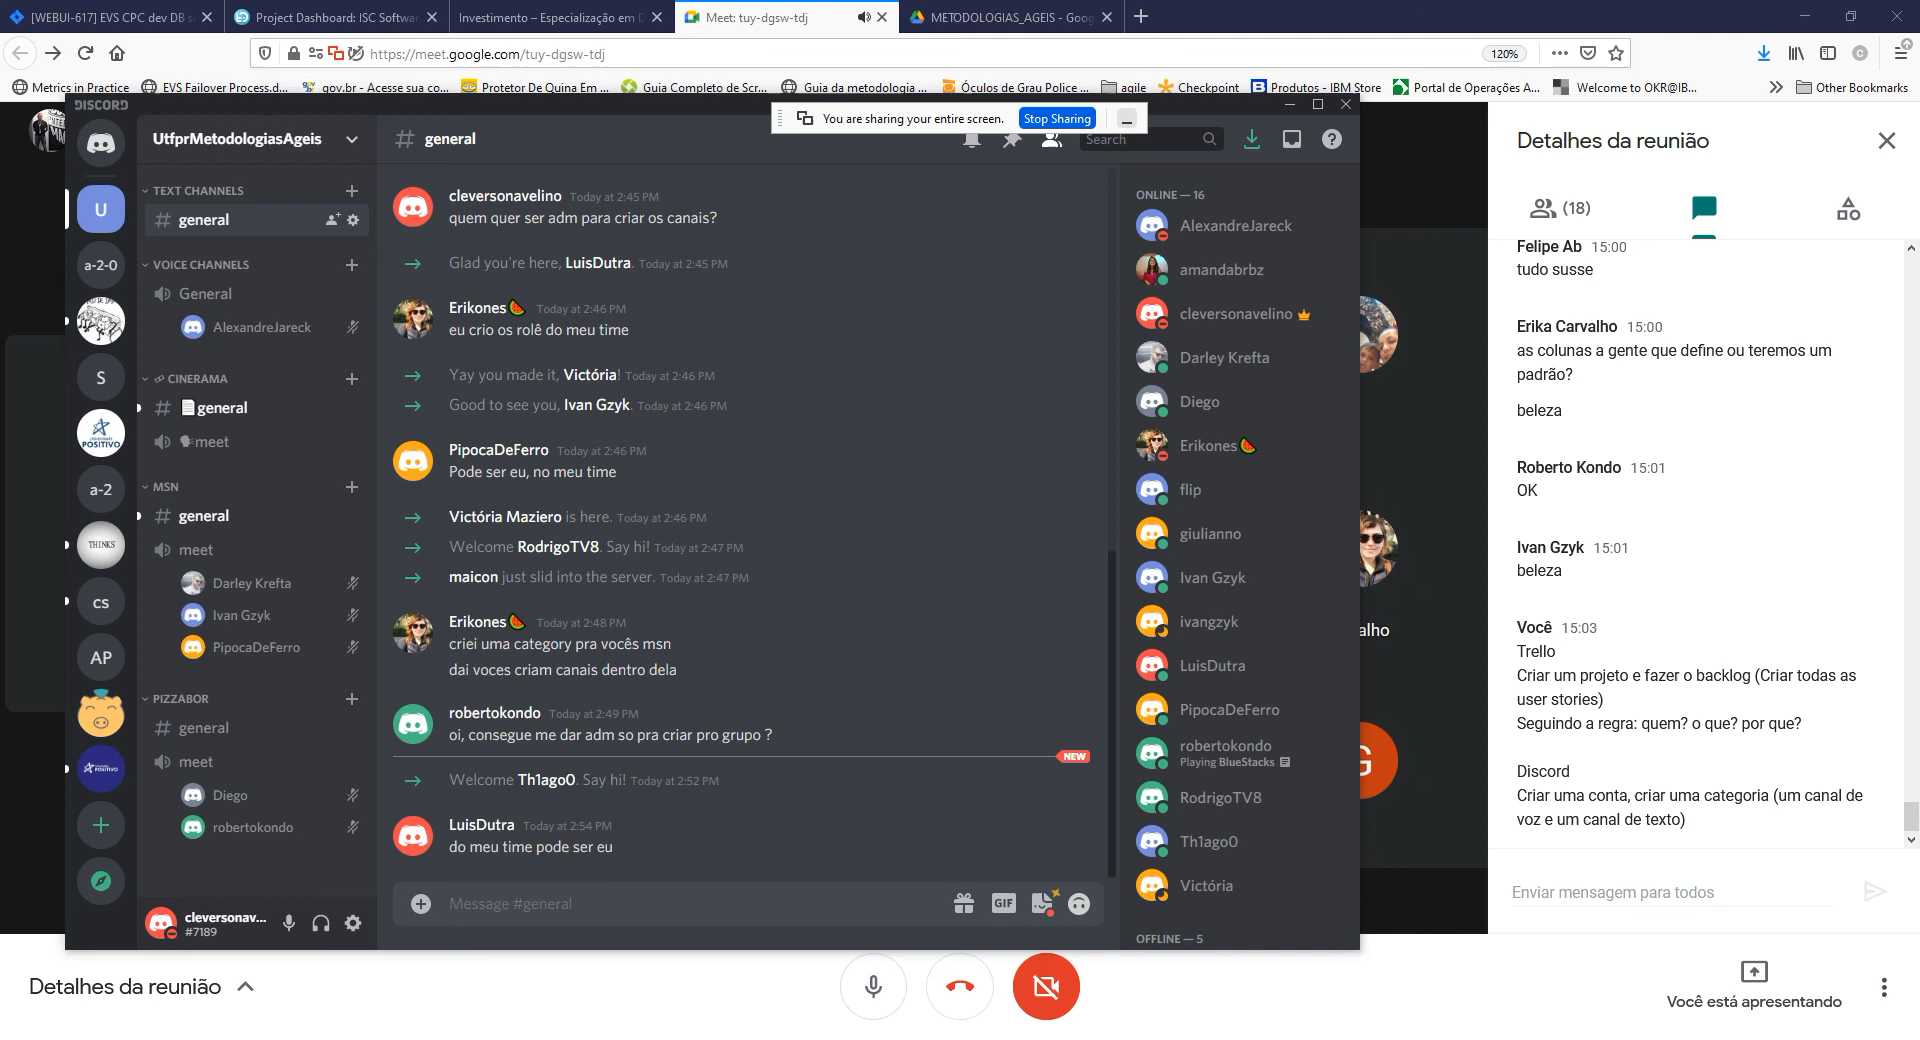 [WEBUI-617] EVS CPC dev DB s
Project Dashboard: ISC Softwar
Investimento – Especialização em D
Meet: tuy-dgsw-tdj
METODOLOGIAS_AGEIS - Goog
https://meet.google.com/tuy-dgsw-tdj
120%
Metrics in Practice
EVS Failover Process.d...
gov.br - Acesse sua co...
Protetor De Quina Em ...
Guia Completo de Scr...
Guia da metodologia ...
Óculos de Grau Police ...
agile
Checkpoint
Produtos - IBM Store
Portal de Operações A...
Welcome to OKR@IB...
Other Bookmarks
DISCORD
You are sharing your entire screen.
Stop Sharing
UtfprMetodologiasAgeis
general
Search
U
a-2-0
S
POSITIVO
a-2
THINKS
cs
AP
POSITIVO
TEXT CHANNELS
general
VOICE CHANNELS
General
AlexandreJareck
CINERAMA
general
meet
MSN
general
meet
Darley Krefta
Ivan Gzyk
PipocaDeFerro
PIZZABOR
general
meet
Diego
robertokondo
cleversonav...
#7189
cleversonavelino Today at 2:45 PM
quem quer ser adm para criar os canais?
Glad you're here, LuisDutra. Today at 2:45 PM
Erikones🍉 Today at 2:46 PM
eu crio os rolê do meu time
Yay you made it, Victória! Today at 2:46 PM
Good to see you, Ivan Gzyk. Today at 2:46 PM
PipocaDeFerro Today at 2:46 PM
Pode ser eu, no meu time
Victória Maziero is here. Today at 2:46 PM
Welcome RodrigoTV8. Say hi! Today at 2:47 PM
maicon just slid into the server. Today at 2:47 PM
Erikones🍉 Today at 2:48 PM
criei uma category pra vocês msn
dai voces criam canais dentro dela
robertokondo Today at 2:49 PM
oi, consegue me dar adm so pra criar pro grupo ?
NEW
Welcome Th1ago0. Say hi! Today at 2:52 PM
LuisDutra Today at 2:54 PM
do meu time pode ser eu
Message #general
GIF
ONLINE — 16
AlexandreJareck
amandabrbz
cleversonavelino
Darley Krefta
Diego
Erikones🍉
flip
giulianno
Ivan Gzyk
ivangzyk
LuisDutra
PipocaDeFerro
robertokondo
Playing BlueStacks
RodrigoTV8
Th1ago0
Victória
OFFLINE — 5
alho
G
Detalhes da reunião
(18)
Felipe Ab 15:00
tudo susse
Erika Carvalho 15:00
as colunas a gente que define ou teremos um
padrão?
beleza
Roberto Kondo 15:01
OK
Ivan Gzyk 15:01
beleza
Você 15:03
Trello
Criar um projeto e fazer o backlog (Criar todas as
user stories)
Seguindo a regra: quem? o que? por que?
Discord
Criar uma conta, criar uma categoria (um canal de
voz e um canal de texto)
Enviar mensagem para todos
Detalhes da reunião
Você está apresentando